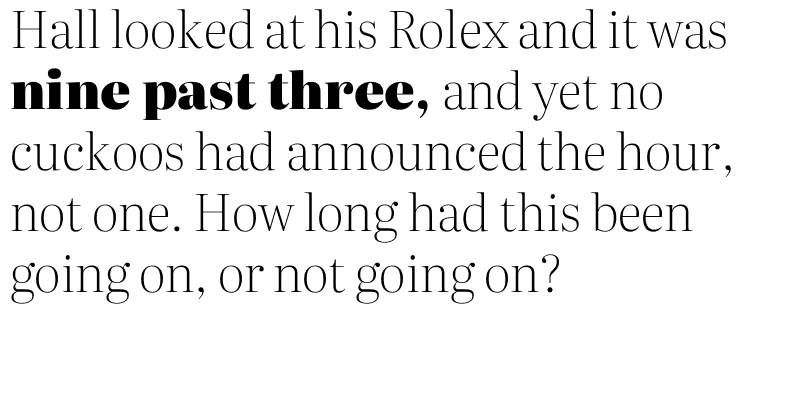 Hall looked at his Rolex and it was
nine past three, and yet no
cuckoos had announced the hour,
not one. How long had this been
going on, or not going on?